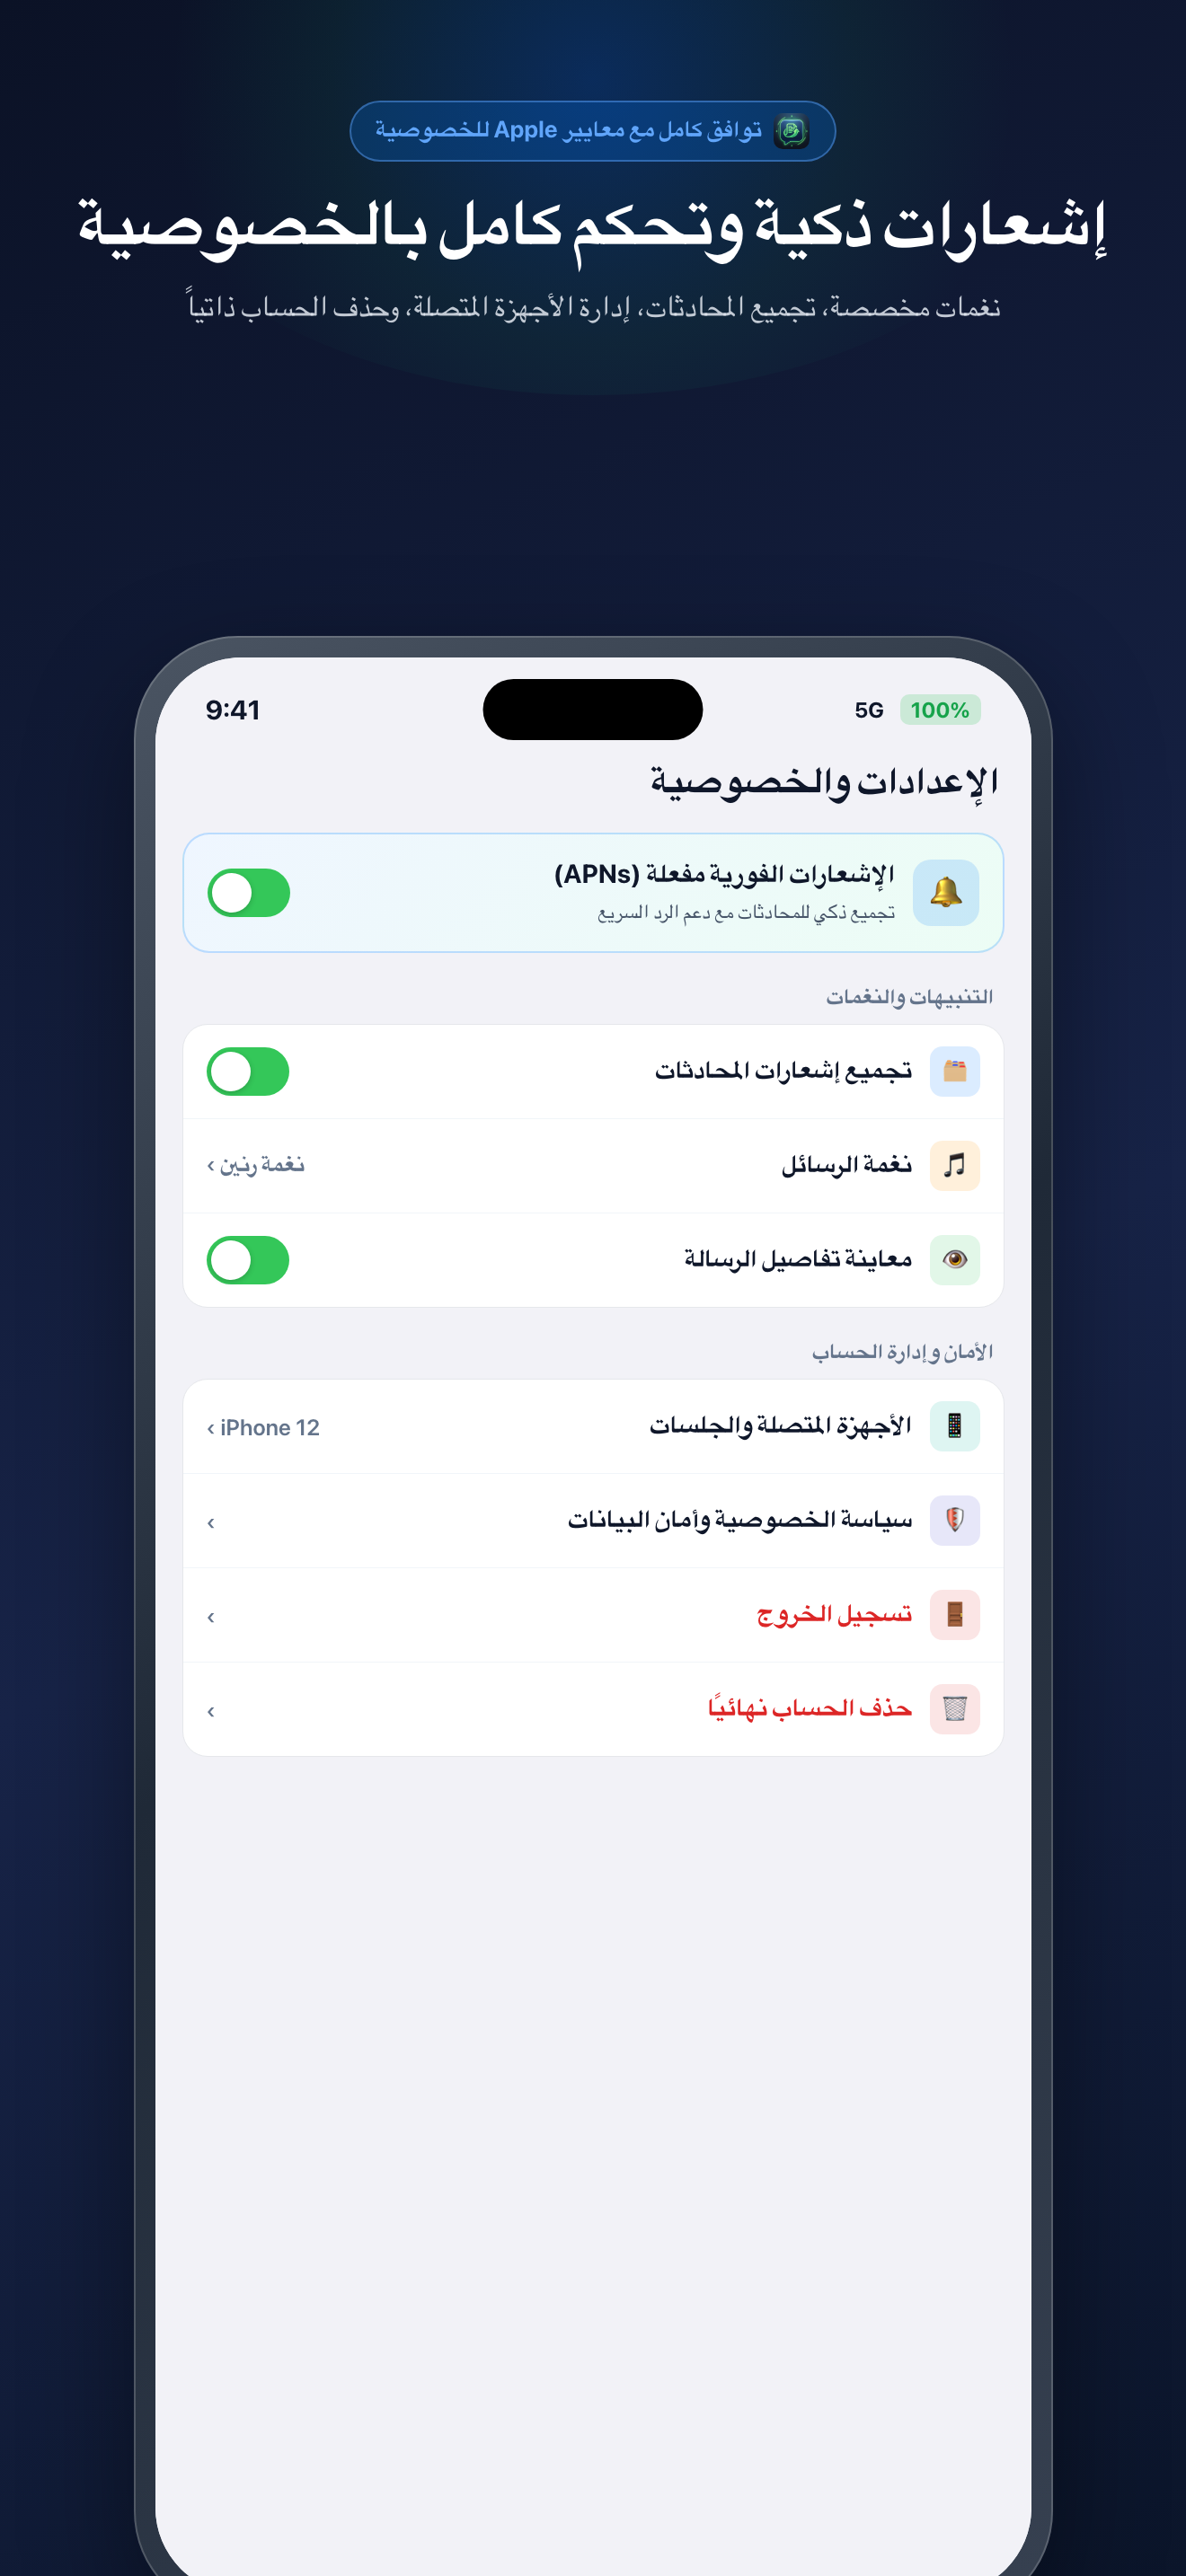 توافق كامل مع معايير Apple للخصوصية
إشعارات ذكية وتحكم كامل بالخصوصية
نغمات مخصصة، تجميع المحادثات، إدارة الأجهزة المتصلة، وحذف الحساب ذاتياً
9:41
5G 100%
الإعدادات والخصوصية
الإشعارات الفورية مفعلة (APNs)
تجميع ذكي للمحادثات مع دعم الرد السريع
التنبيهات والنغمات
تجميع إشعارات المحادثات
نغمة الرسائل
نغمة رنين ‹
معاينة تفاصيل الرسالة
الأمان وإدارة الحساب
الأجهزة المتصلة والجلسات
iPhone 12 ‹
سياسة الخصوصية وأمان البيانات
‹
تسجيل الخروج
‹
حذف الحساب نهائيًا
‹